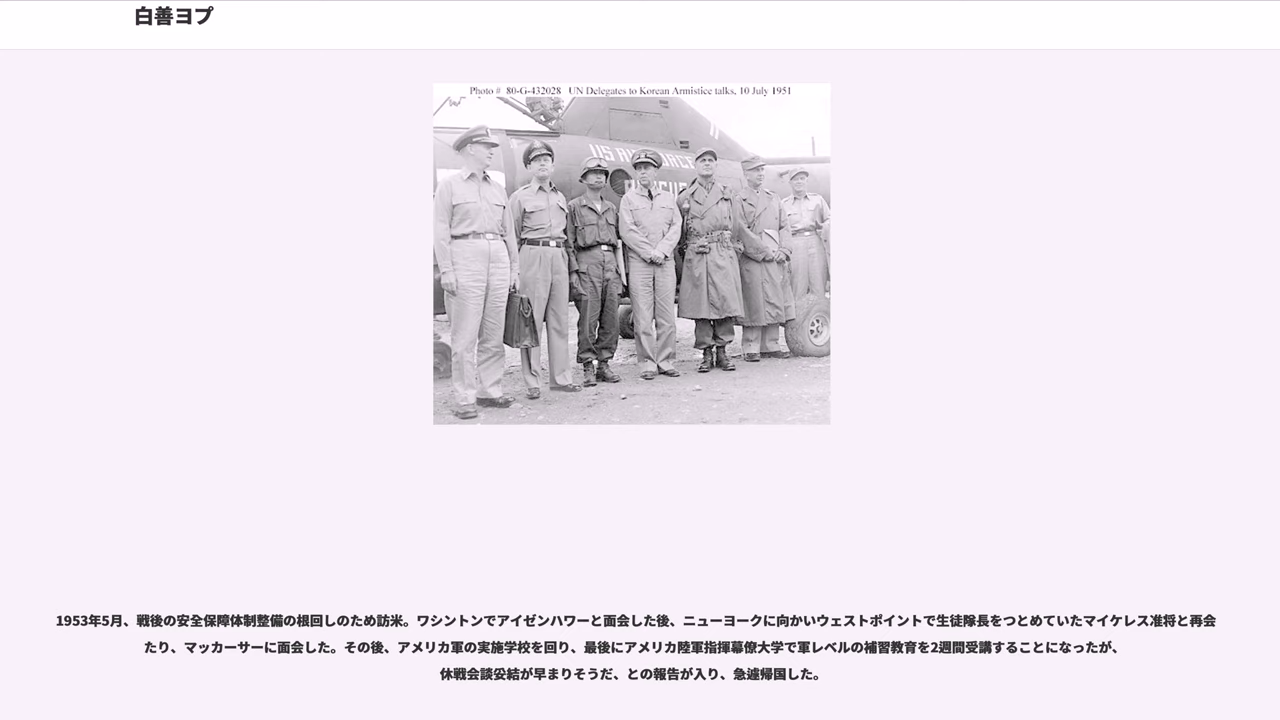 白善ヨプ
Photo # 80-G-432028 UN Delegates to Korean Armistice talks, 10 July 1951
US AIR FORCE
1953年5月、戦後の安全保障体制整備の根回しのため訪米。ワシントンでアイゼンハワーと面会した後、ニューヨークに向かいウェストポイントで生徒隊長をつとめていたマイケレス准将と再会
たり、マッカーサーに面会した。その後、アメリカ軍の実施学校を回り、最後にアメリカ陸軍指揮幕僚大学で軍レベルの補習教育を2週間受講することになったが、
休戦会談妥結が早まりそうだ、との報告が入り、急遽帰国した。